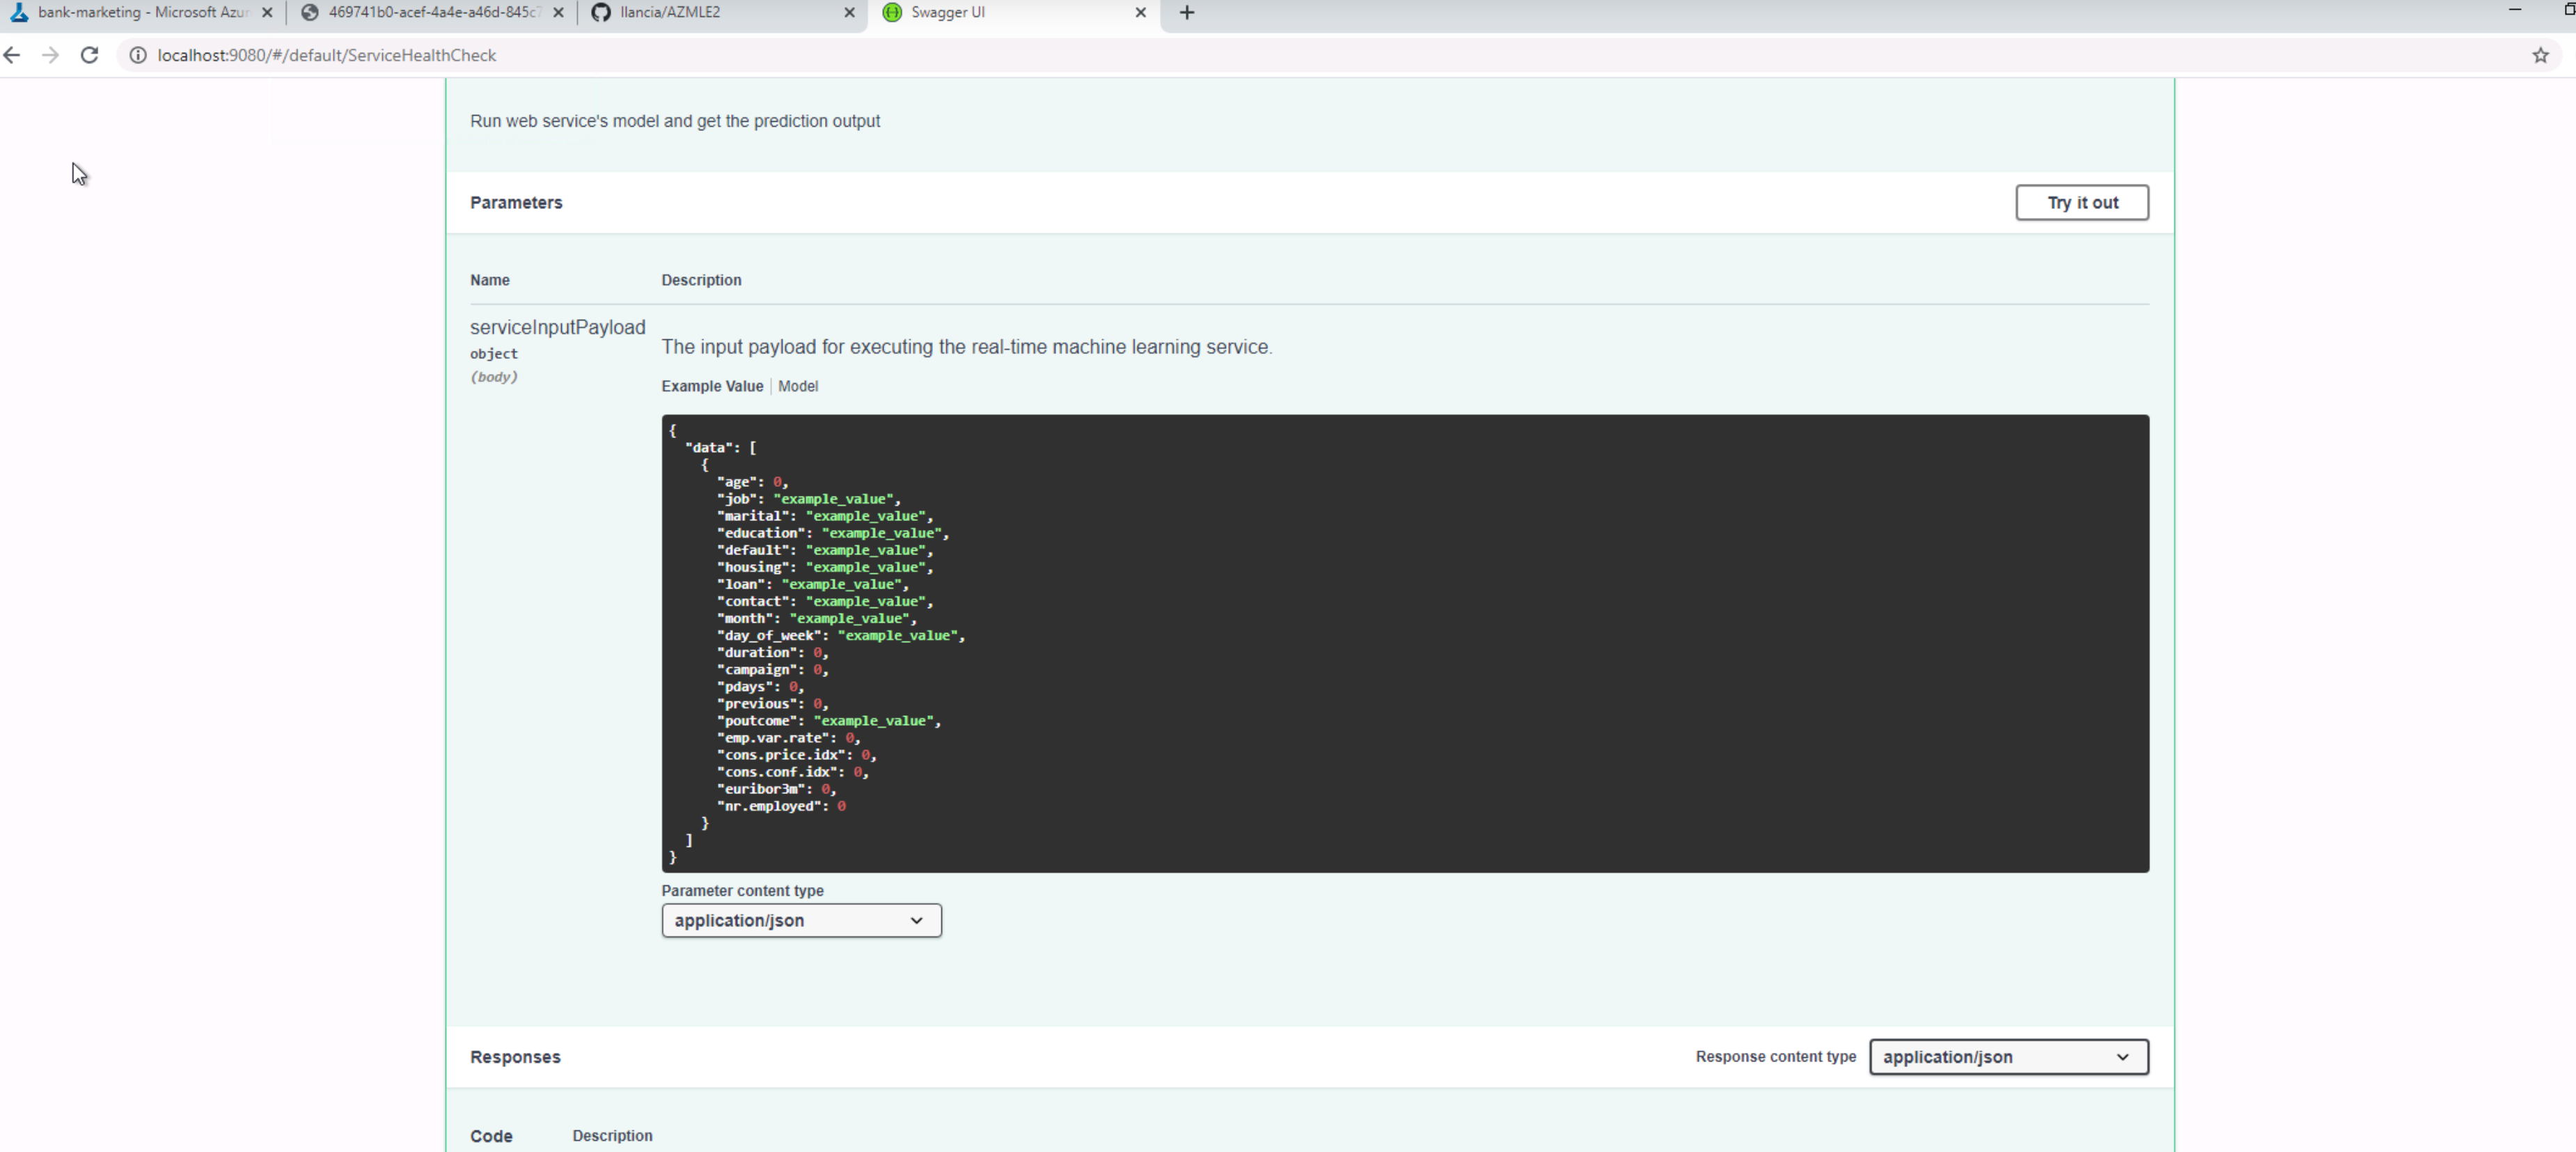 bank-marketing - Microsoft Azur
469741b0-acef-4a4e-a46d-845c7
llancia/AZMLE2
Swagger UI
localhost:9080/#/default/ServiceHealthCheck
Run web service's model and get the prediction output
Parameters
Try it out
Name Description
serviceInputPayload
object
(body)
The input payload for executing the real-time machine learning service.
Example Value | Model
{
  "data": [
    {
      "age": 0,
      "job": "example_value",
      "marital": "example_value",
      "education": "example_value",
      "default": "example_value",
      "housing": "example_value",
      "loan": "example_value",
      "contact": "example_value",
      "month": "example_value",
      "day_of_week": "example_value",
      "duration": 0,
      "campaign": 0,
      "pdays": 0,
      "previous": 0,
      "poutcome": "example_value",
      "emp.var.rate": 0,
      "cons.price.idx": 0,
      "cons.conf.idx": 0,
      "euribor3m": 0,
      "nr.employed": 0
    }
  ]
}
Parameter content type
application/json
Responses
Response content type application/json
Code Description